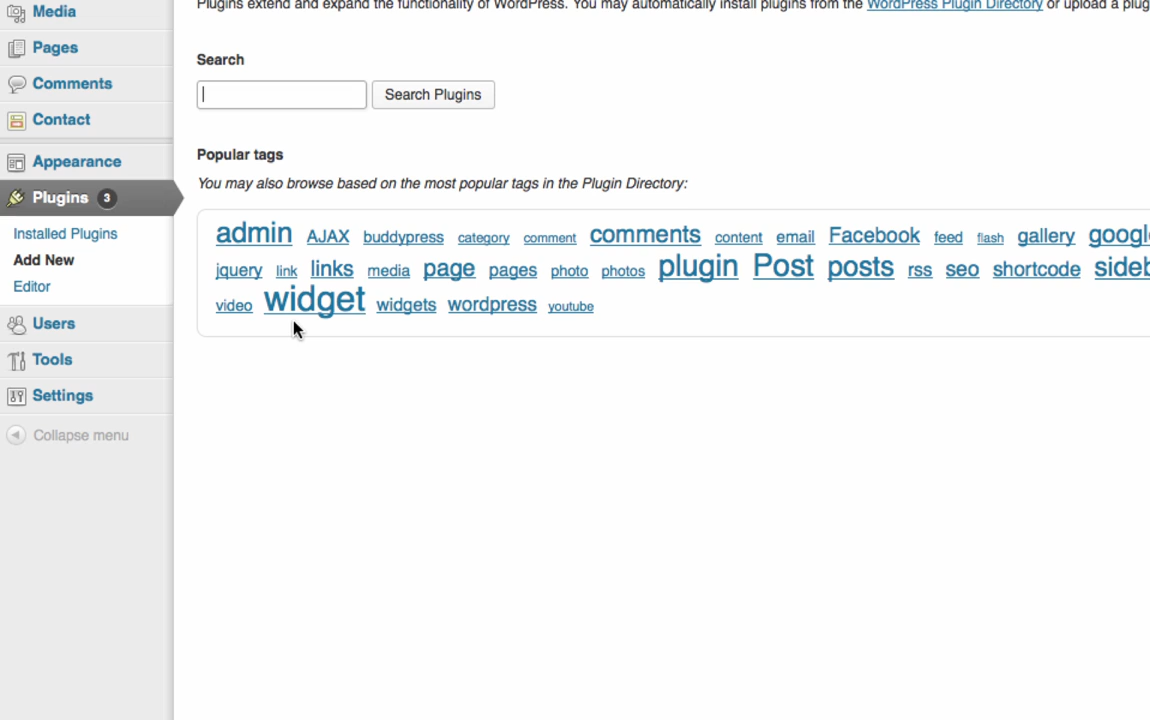 Media
Pages
Comments
Contact
Appearance
Plugins 3
Installed Plugins
Add New
Editor
Users
Tools
Settings
Collapse menu
Plugins extend and expand the functionality of WordPress. You may automatically install plugins from the WordPress Plugin Directory or upload a plug
Search
Search Plugins
Popular tags
You may also browse based on the most popular tags in the Plugin Directory:
admin AJAX buddypress category comment comments content email Facebook feed flash gallery googl
jquery link links media page pages photo photos plugin Post posts rss seo shortcode sideb
video widget widgets wordpress youtube